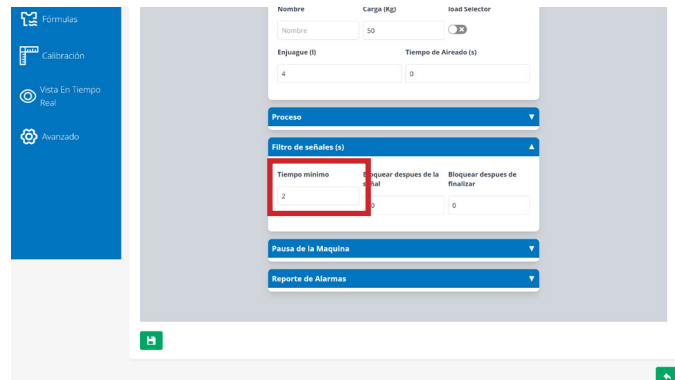 Fórmulas
Calibración
Vista En Tiempo
Real
Avanzado
Nombre
Carga (Kg)
load Selector
Nombre
50
Enjuague (l)
Tiempo de Aireado (s)
4
0
Proceso
Filtro de señales (s)
Tiempo mínimo
Bloquear despues de la
señal
Bloquear despues de
finalizar
2
0
0
Pausa de la Maquina
Reporte de Alarmas